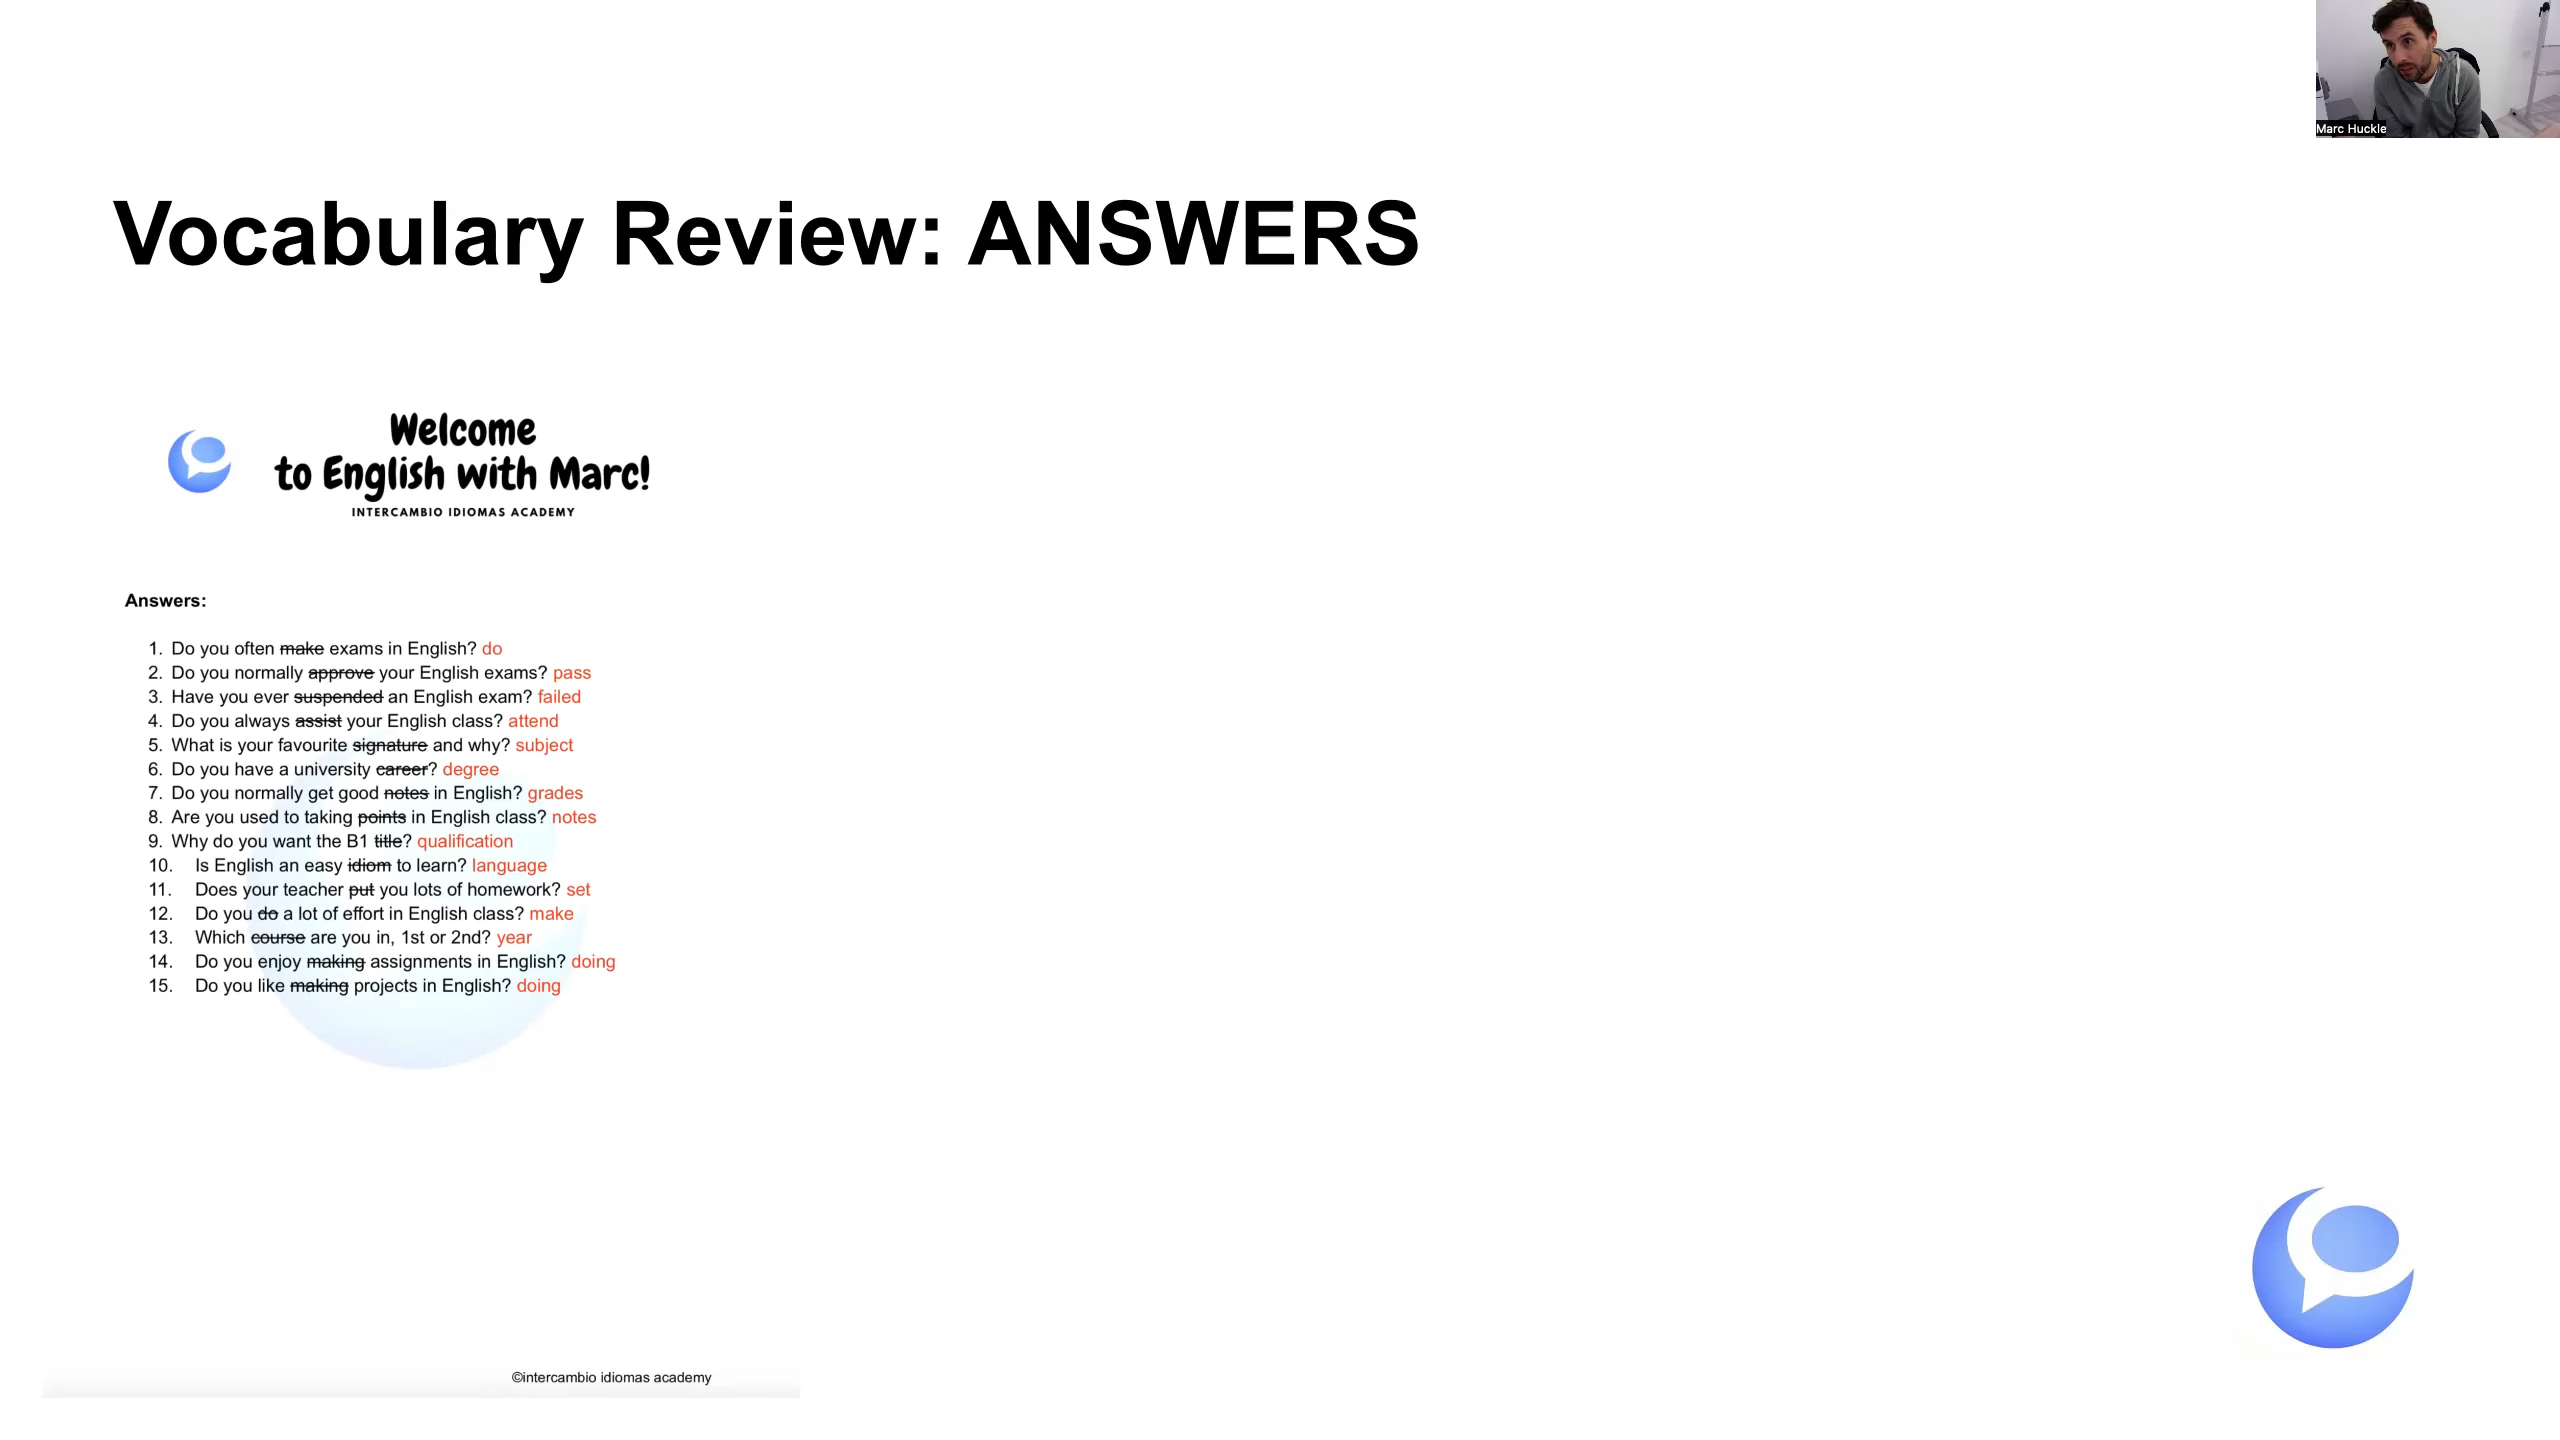 Marc Huckle
Vocabulary Review: ANSWERS
Welcome
to English with Marc!
INTERCAMBIO IDIOMAS ACADEMY
Answers:
1. Do you often make exams in English? do
2. Do you normally approve your English exams? pass
3. Have you ever suspended an English exam? failed
4. Do you always assist your English class? attend
5. What is your favourite signature and why? subject
6. Do you have a university career? degree
7. Do you normally get good notes in English? grades
8. Are you used to taking points in English class? notes
9. Why do you want the B1 title? qualification
10. Is English an easy idiom to learn? language
11. Does your teacher put you lots of homework? set
12. Do you do a lot of effort in English class? make
13. Which course are you in, 1st or 2nd? year
14. Do you enjoy making assignments in English? doing
15. Do you like making projects in English? doing
©intercambio idiomas academy